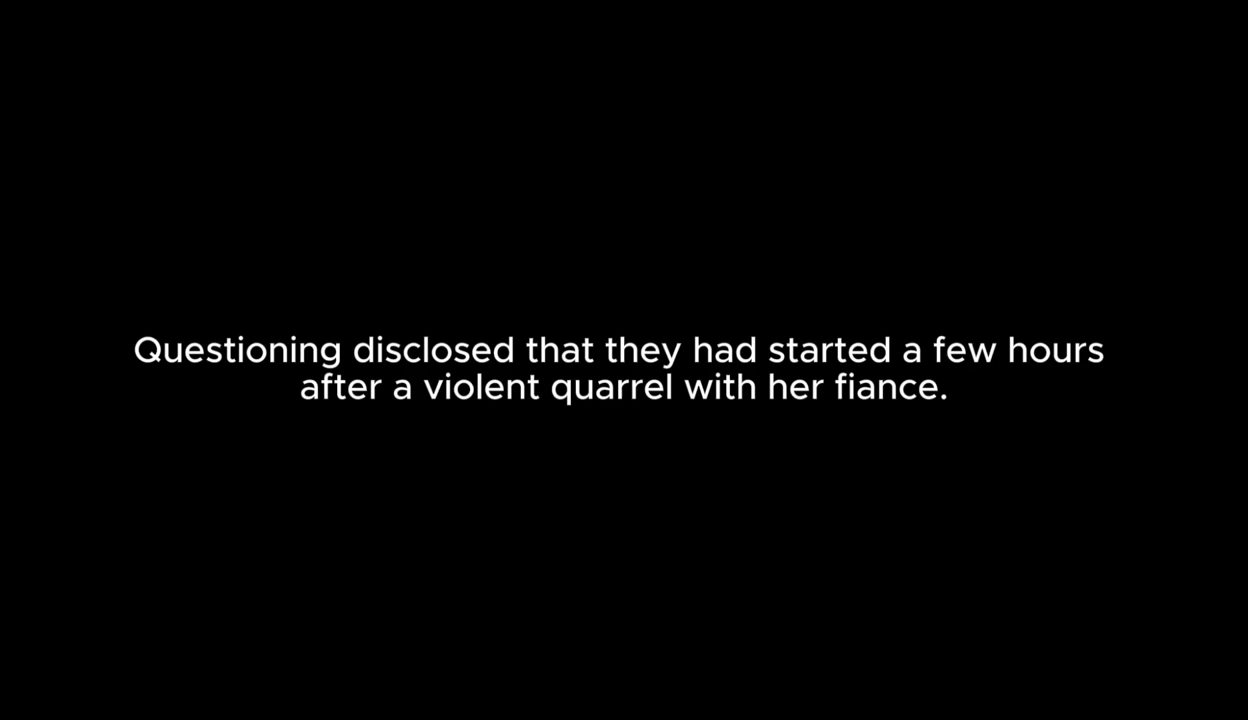 Questioning disclosed that they had started a few hours
after a violent quarrel with her fiance.